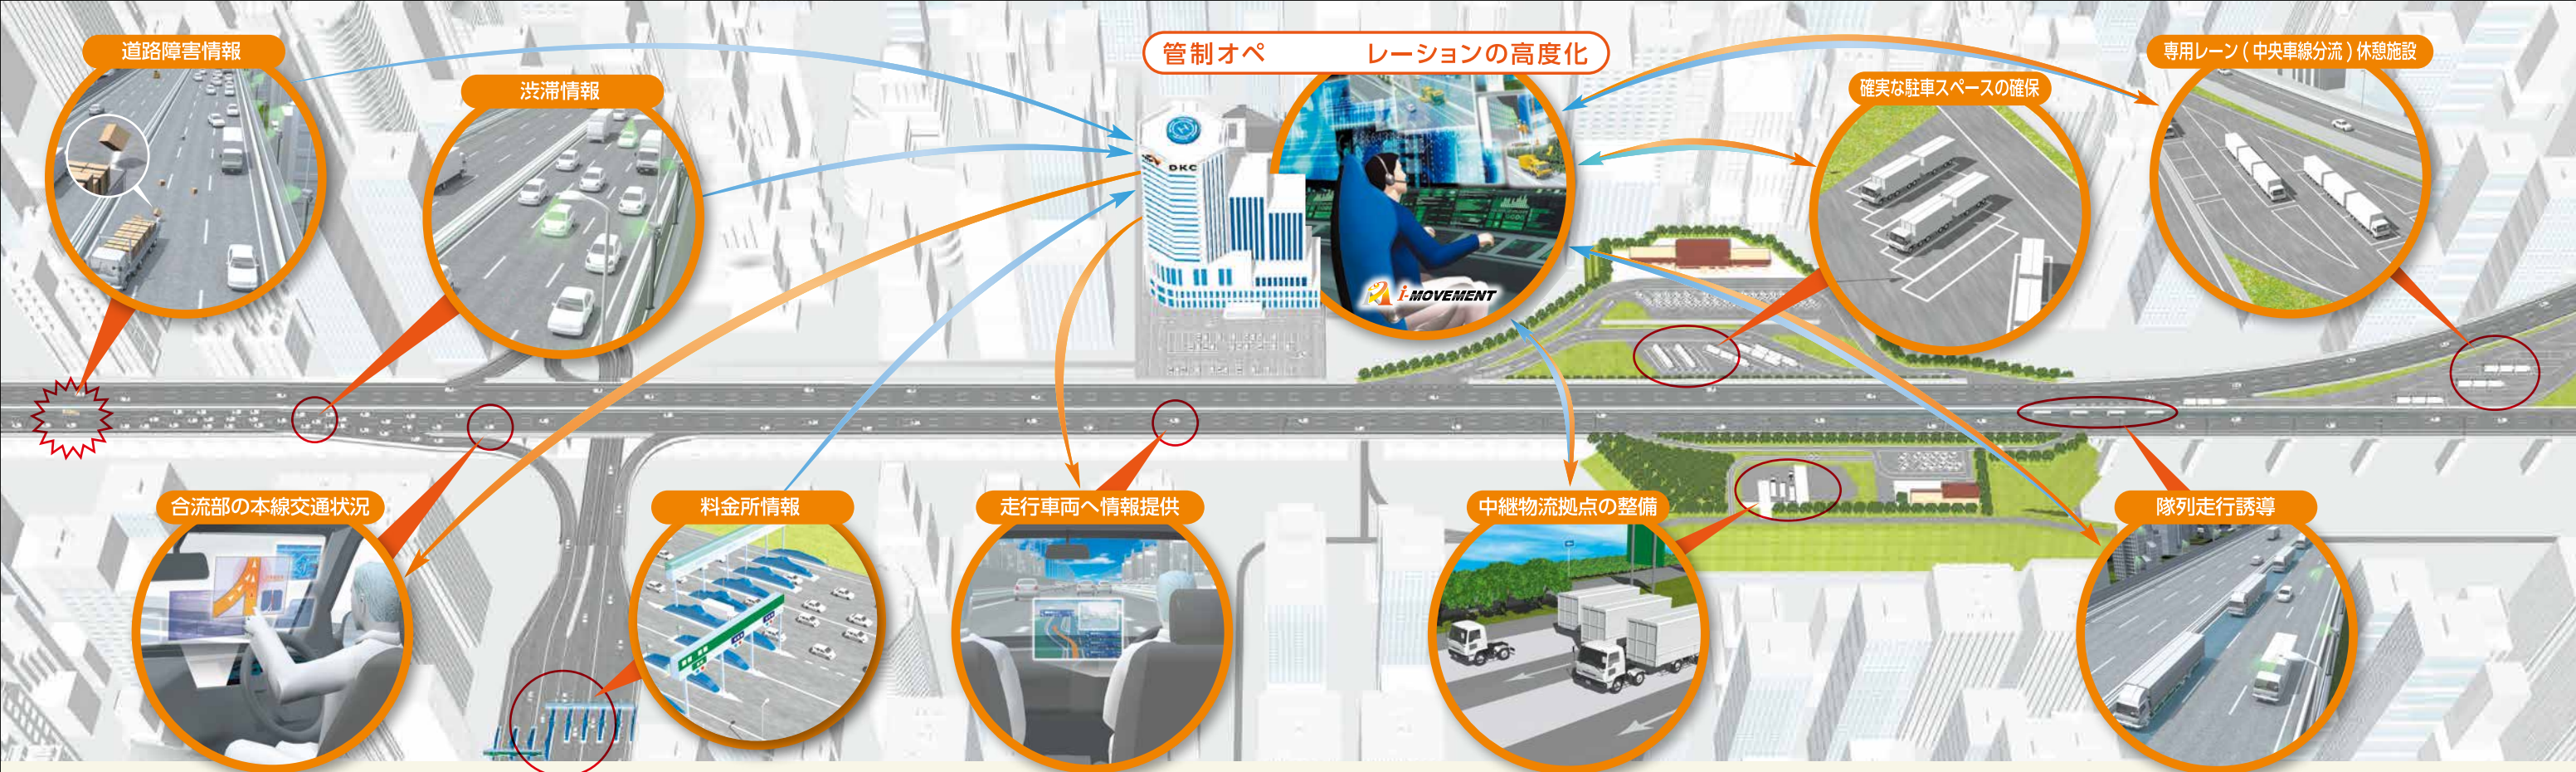 道路障害情報
渋滞情報
管制オペ　　　レーションの高度化
確実な駐車スペースの確保
専用レーン ( 中央車線分流 ) 休憩施設
DKC
i-MOVEMENT
合流部の本線交通状況
料金所情報
走行車両へ情報提供
中継物流拠点の整備
隊列走行誘導